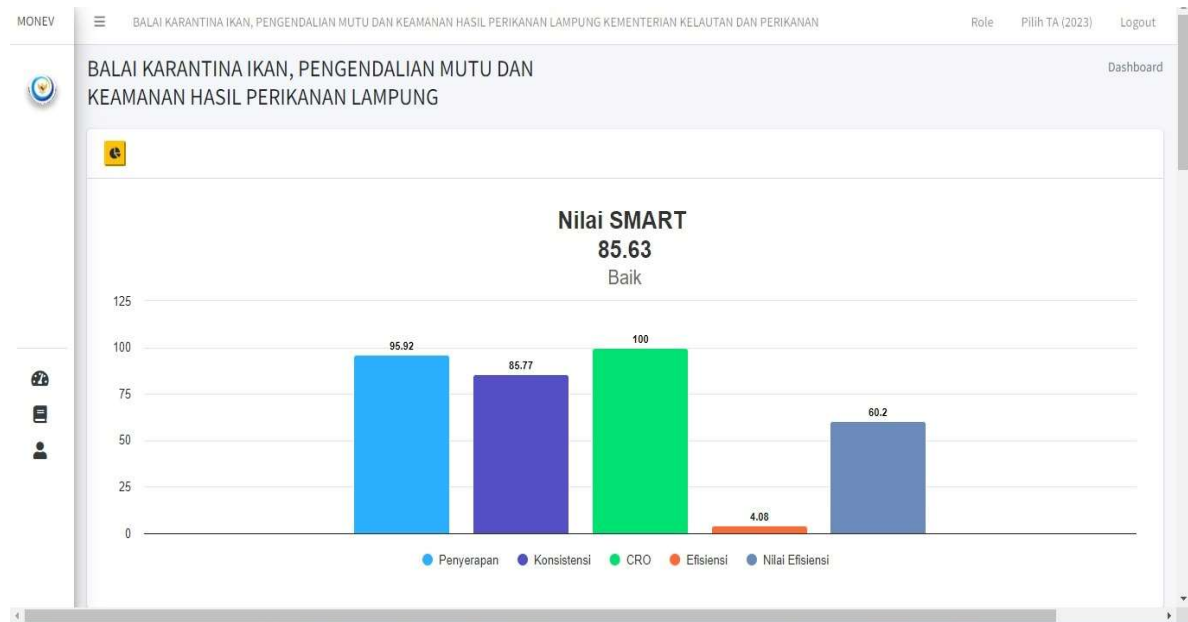 MONEV
BALAI KARANTINA IKAN, PENGENDALIAN MUTU DAN KEAMANAN HASIL PERIKANAN LAMPUNG KEMENTERIAN KELAUTAN DAN PERIKANAN
Role
Pilih TA (2023)
Logout
BALAI KARANTINA IKAN, PENGENDALIAN MUTU DAN
KEAMANAN HASIL PERIKANAN LAMPUNG
Dashboard
Nilai SMART
85.63
Baik
125
100
75
50
25
0
95.92
85.77
100
4.08
60.2
Penyerapan
Konsistensi
CRO
Efisiensi
Nilai Efisiensi